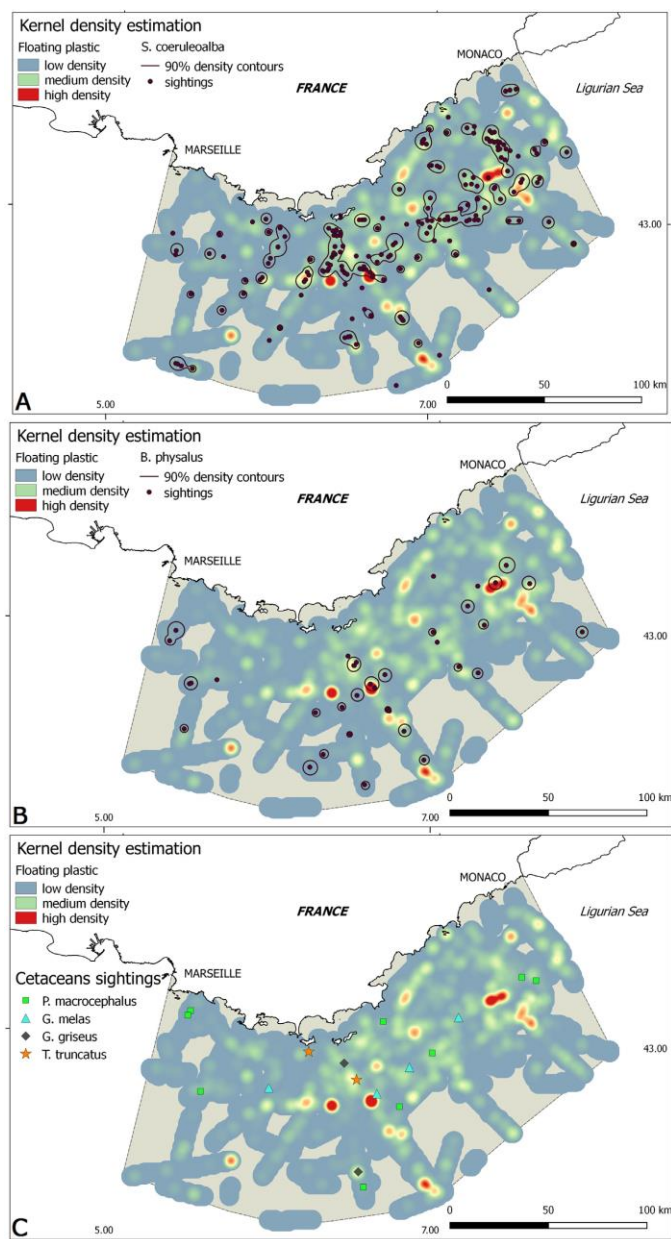 Kernel density estimation
Floating plastic
low density
medium density
high density
S. coeruleoalba
90% density contours
sightings
MONACO
FRANCE
Ligurian Sea
MARSEILLE
43.00
0 50 100 km
A
5.00 7.00
Kernel density estimation
Floating plastic
low density
medium density
high density
B. physalus
90% density contours
sightings
MONACO
FRANCE
Ligurian Sea
MARSEILLE
43.00
0 50 100 km
B
5.00 7.00
Kernel density estimation
Floating plastic
low density
medium density
high density
MONACO
FRANCE
Ligurian Sea
Cetaceans sightings
P. macrocephalus
G. melas
G. griseus
T. truncatus
MARSEILLE
43.00
0 50 100 km
C
5.00 7.00